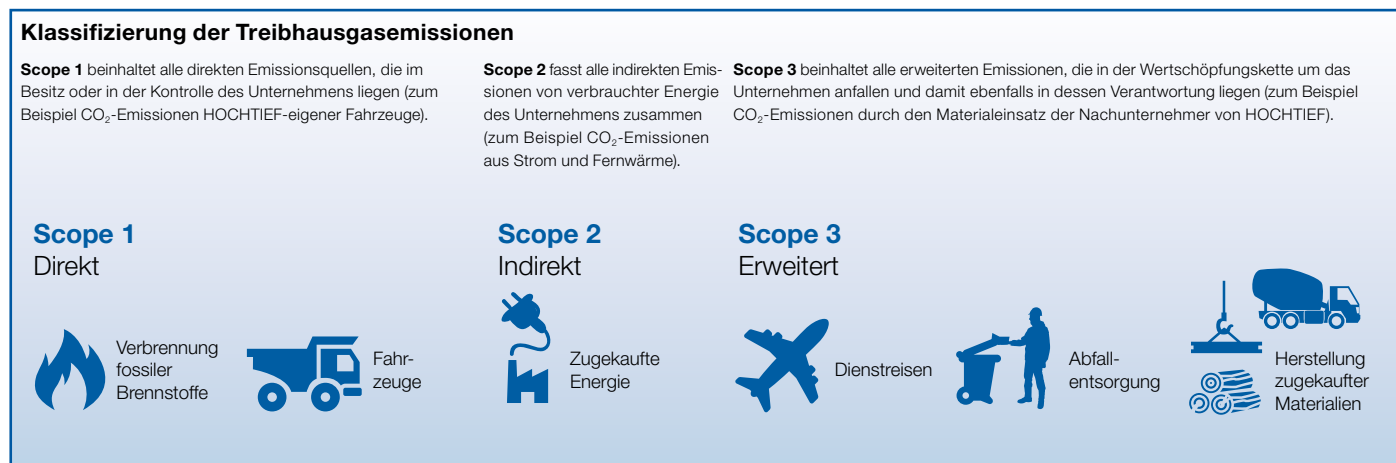 Klassifizierung der Treibhausgasemissionen
Scope 1 beinhaltet alle direkten Emissionsquellen, die im
Besitz oder in der Kontrolle des Unternehmens liegen (zum
Beispiel CO₂-Emissionen HOCHTIEF-eigener Fahrzeuge).
Scope 2 fasst alle indirekten Emis-
sionen von verbrauchter Energie
des Unternehmens zusammen
(zum Beispiel CO₂-Emissionen
aus Strom und Fernwärme).
Scope 3 beinhaltet alle erweiterten Emissionen, die in der Wertschöpfungskette um das
Unternehmen anfallen und damit ebenfalls in dessen Verantwortung liegen (zum Beispiel
CO₂-Emissionen durch den Materialeinsatz der Nachunternehmer von HOCHTIEF).
Scope 1
Direkt
Verbrennung
fossiler
Brennstoffe
Fahr-
zeuge
Scope 2
Indirekt
Zugekaufte
Energie
Scope 3
Erweitert
Dienstreisen
Abfall-
entsorgung
Herstellung
zugekaufter
Materialien